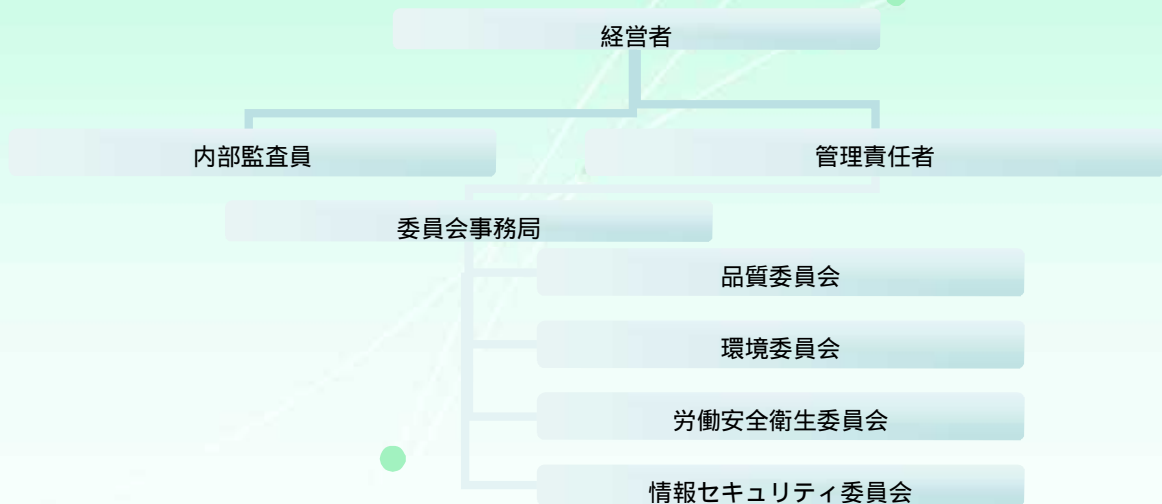 経営者
内部監査員
管理責任者
委員会事務局
品質委員会
環境委員会
労働安全衛生委員会
情報セキュリティ委員会